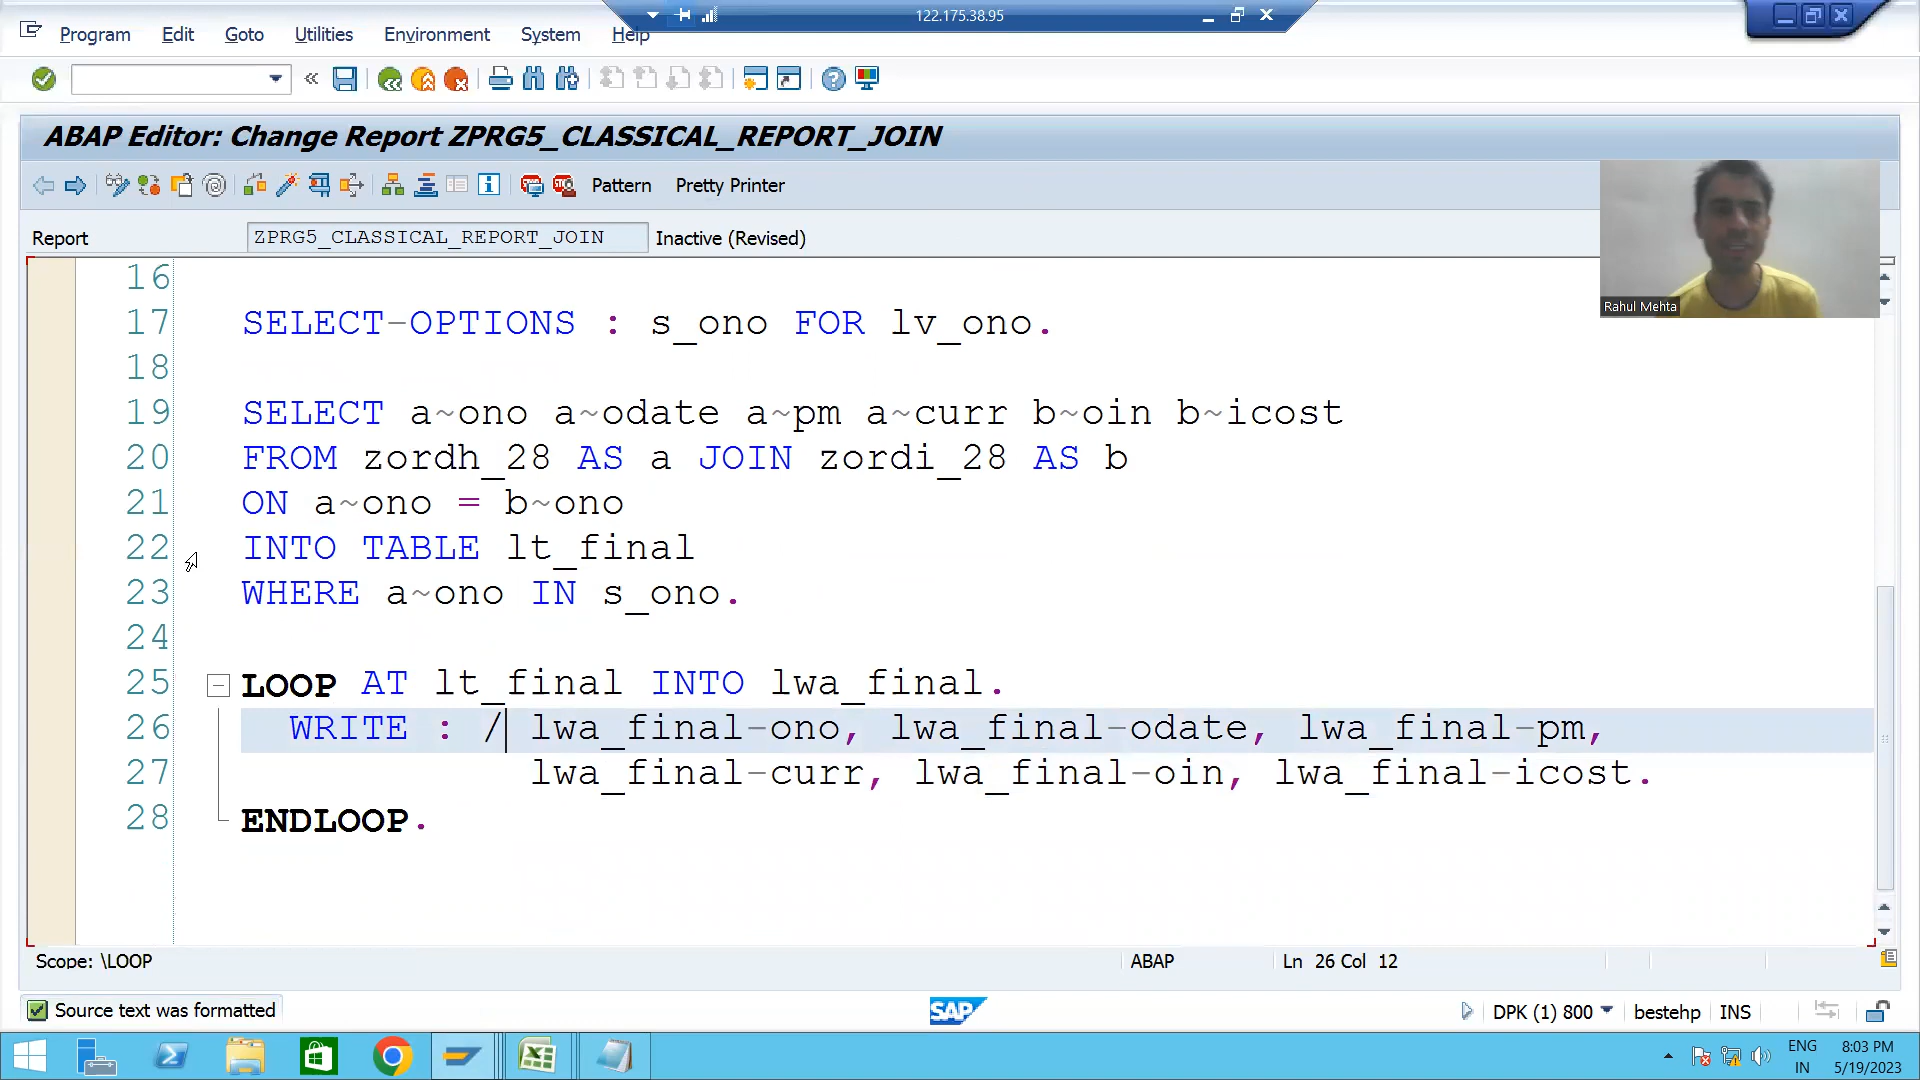 122.175.38.95
Program Edit Goto Utilities Environment System Help
«
ABAP Editor: Change Report ZPRG5_CLASSICAL_REPORT_JOIN
Pattern Pretty Printer
Report ZPRG5_CLASSICAL_REPORT_JOIN Inactive (Revised)
Rahul Mehta
16
17 SELECT-OPTIONS : s_ono FOR lv_ono.
18
19 SELECT a~ono a~odate a~pm a~curr b~oin b~icost
20 FROM zordh_28 AS a JOIN zordi_28 AS b
21 ON a~ono = b~ono
22 INTO TABLE lt_final
23 WHERE a~ono IN s_ono.
24
25 LOOP AT lt_final INTO lwa_final.
26 WRITE : / lwa_final-ono, lwa_final-odate, lwa_final-pm,
27 lwa_final-curr, lwa_final-oin, lwa_final-icost.
28 ENDLOOP.
Scope: \LOOP ABAP Ln 26 Col 12
Source text was formatted SAP DPK (1) 800 bestehp INS
ENG 8:03 PM
IN 5/19/2023